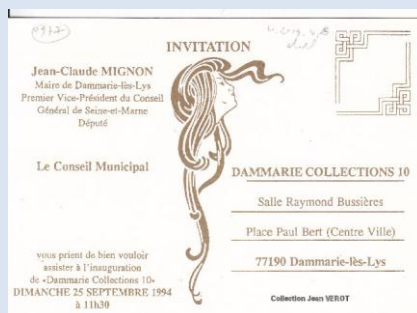 INVITATION
Jean-Claude MIGNON
Maire de Dammarie-lès-Lys
Premier Vice-Président du Conseil
Général de Seine-et-Marne
Député
Le Conseil Municipal
vous prient de bien vouloir
assister à l'inauguration
de «Dammarie Collections 10»
DIMANCHE 25 SEPTEMBRE 1994
à 11h30
DAMMARIE COLLECTIONS 10
Salle Raymond Bussières
Place Paul Bert (Centre Ville)
77190 Dammarie-lès-Lys
Collection Jean VEROT